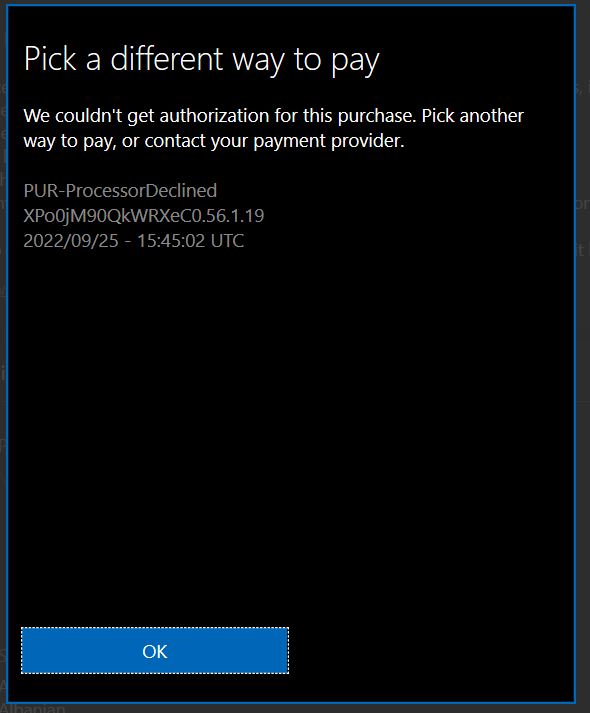 Pick a different way to pay
We couldn't get authorization for this purchase. Pick another
way to pay, or contact your payment provider.
PUR-ProcessorDeclined
XPo0jM90QkWRXeC0.56.1.19
2022/09/25 - 15:45:02 UTC
OK
Albanian